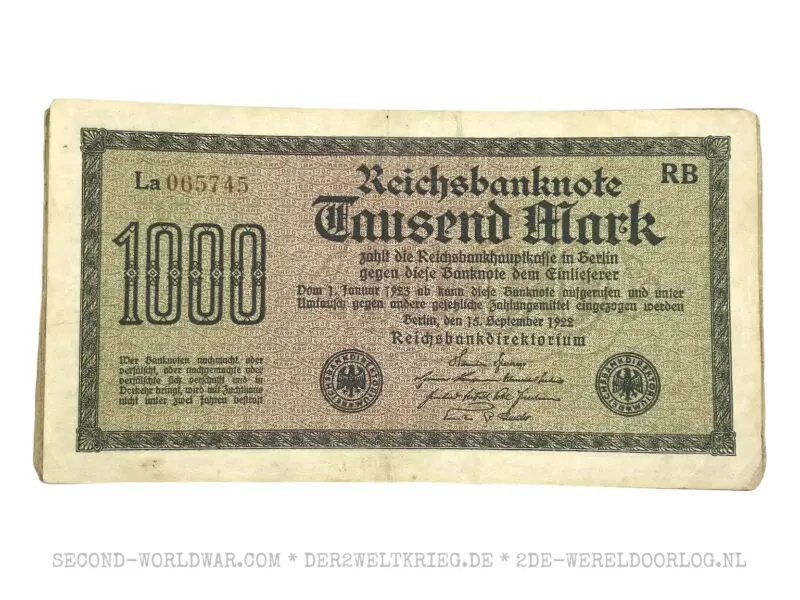 La 065745
Reichsbanknote
RB
Tausend Mark
1000
zahlt die Reichsbankhauptkasse in Berlin
gegen diese Banknote dem Einlieferer
Vom 1. Januar 1923 ab kann diese Banknote aufgerufen und unter
Umtausch gegen andere gesetzliche Zahlungsmittel eingezogen werden
Berlin, den 15. September 1922
Reichsbankdirektorium
Wer Banknoten nachmacht oder
verfälscht, oder nachgemachte oder
verfälschte sich verschafft und in
Verkehr bringt, wird mit Zuchthaus
nicht unter zwei Jahren bestraft
REICHSBANKDIREKTORIUM
REICHSBANKDIREKTORIUM
SECOND-WORLDWAR.COM * DER2WELTKRIEG.DE * 2DE-WERELDOORLOG.NL